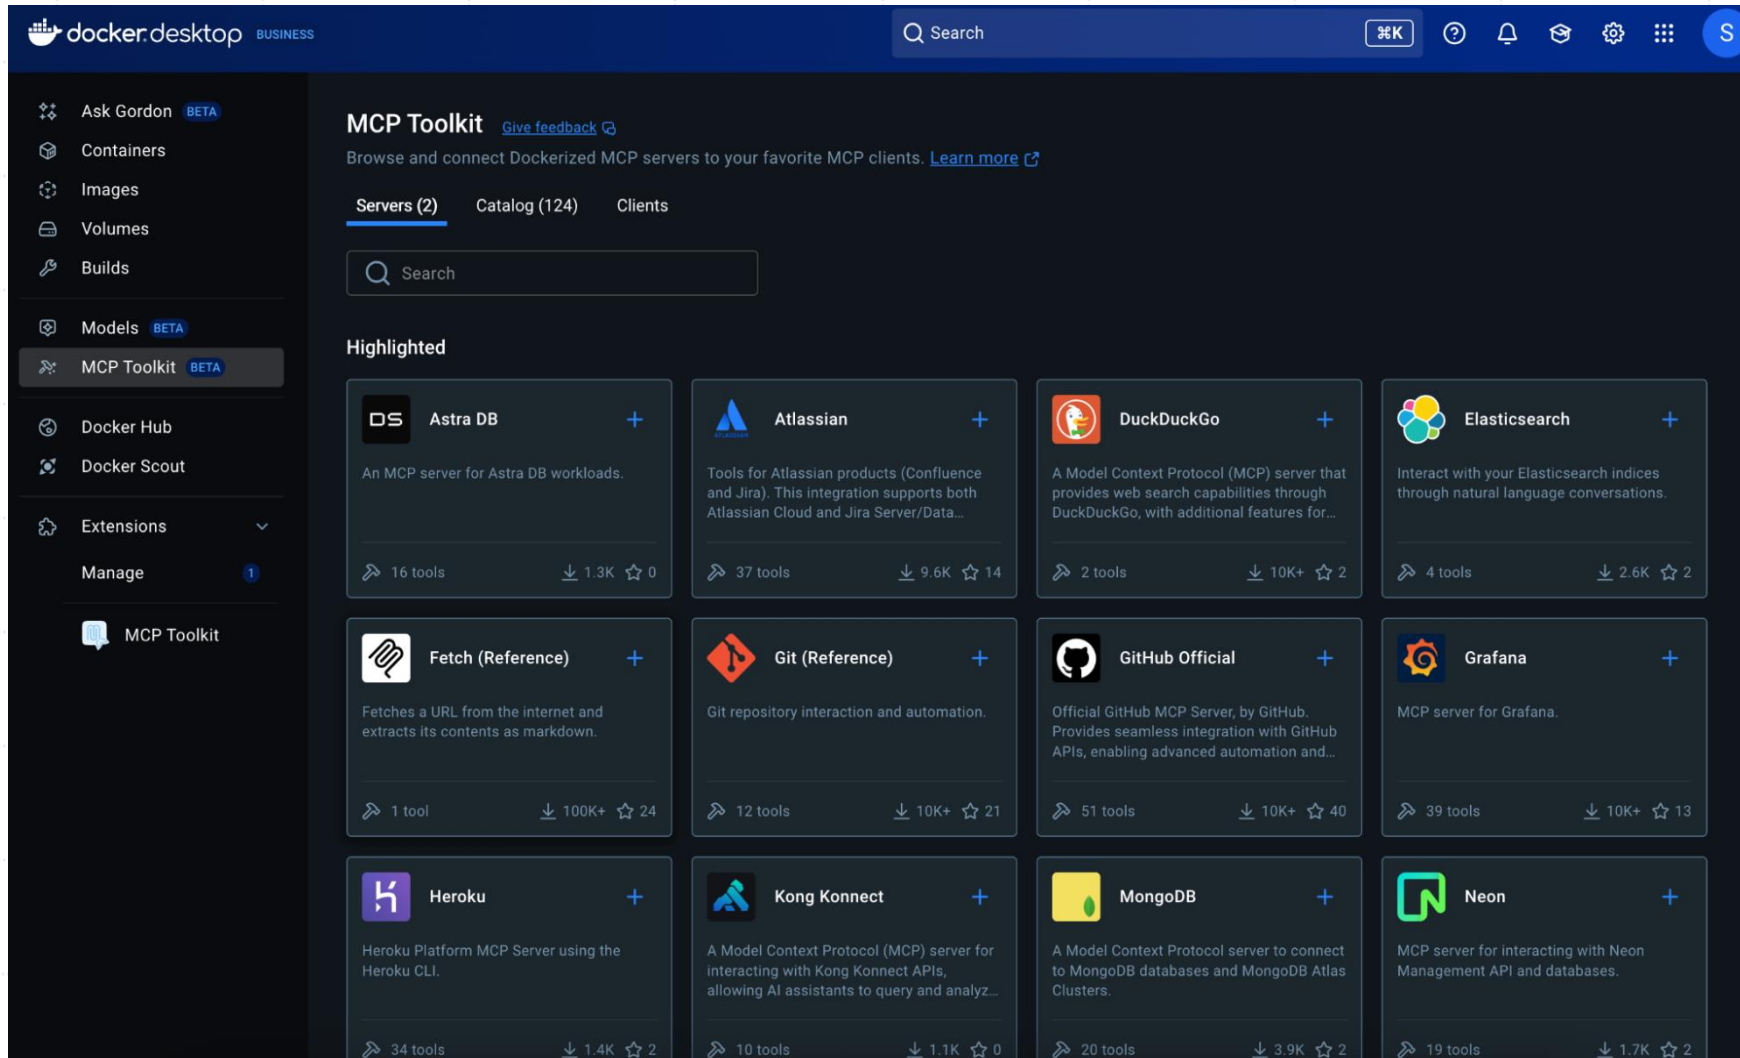 docker.desktop BUSINESS
Search
⌘K
S
Ask Gordon BETA
Containers
Images
Volumes
Builds
Models BETA
MCP Toolkit BETA
Docker Hub
Docker Scout
Extensions
Manage 1
MCP Toolkit
MCP Toolkit Give feedback
Browse and connect Dockerized MCP servers to your favorite MCP clients. Learn more
Servers (2) Catalog (124) Clients
Search
Highlighted
DS
Astra DB
An MCP server for Astra DB workloads.
16 tools 1.3K 0
ATLASSIAN
Atlassian
Tools for Atlassian products (Confluence
and Jira). This integration supports both
Atlassian Cloud and Jira Server/Data...
37 tools 9.6K 14
DuckDuckGo
A Model Context Protocol (MCP) server that
provides web search capabilities through
DuckDuckGo, with additional features for...
2 tools 10K+ 2
Elasticsearch
Interact with your Elasticsearch indices
through natural language conversations.
4 tools 2.6K 2
Fetch (Reference)
Fetches a URL from the internet and
extracts its contents as markdown.
1 tool 100K+ 24
Git (Reference)
Git repository interaction and automation.
12 tools 10K+ 21
GitHub Official
Official GitHub MCP Server, by GitHub.
Provides seamless integration with GitHub
APIs, enabling advanced automation and...
51 tools 10K+ 40
Grafana
MCP server for Grafana.
39 tools 10K+ 13
Heroku
Heroku Platform MCP Server using the
Heroku CLI.
34 tools 1.4K 2
Kong Konnect
A Model Context Protocol (MCP) server for
interacting with Kong Konnect APIs,
allowing AI assistants to query and analyz...
10 tools 1.1K 0
MongoDB
A Model Context Protocol server to connect
to MongoDB databases and MongoDB Atlas
Clusters.
20 tools 3.9K 2
Neon
MCP server for interacting with Neon
Management API and databases.
19 tools 1.7K 2